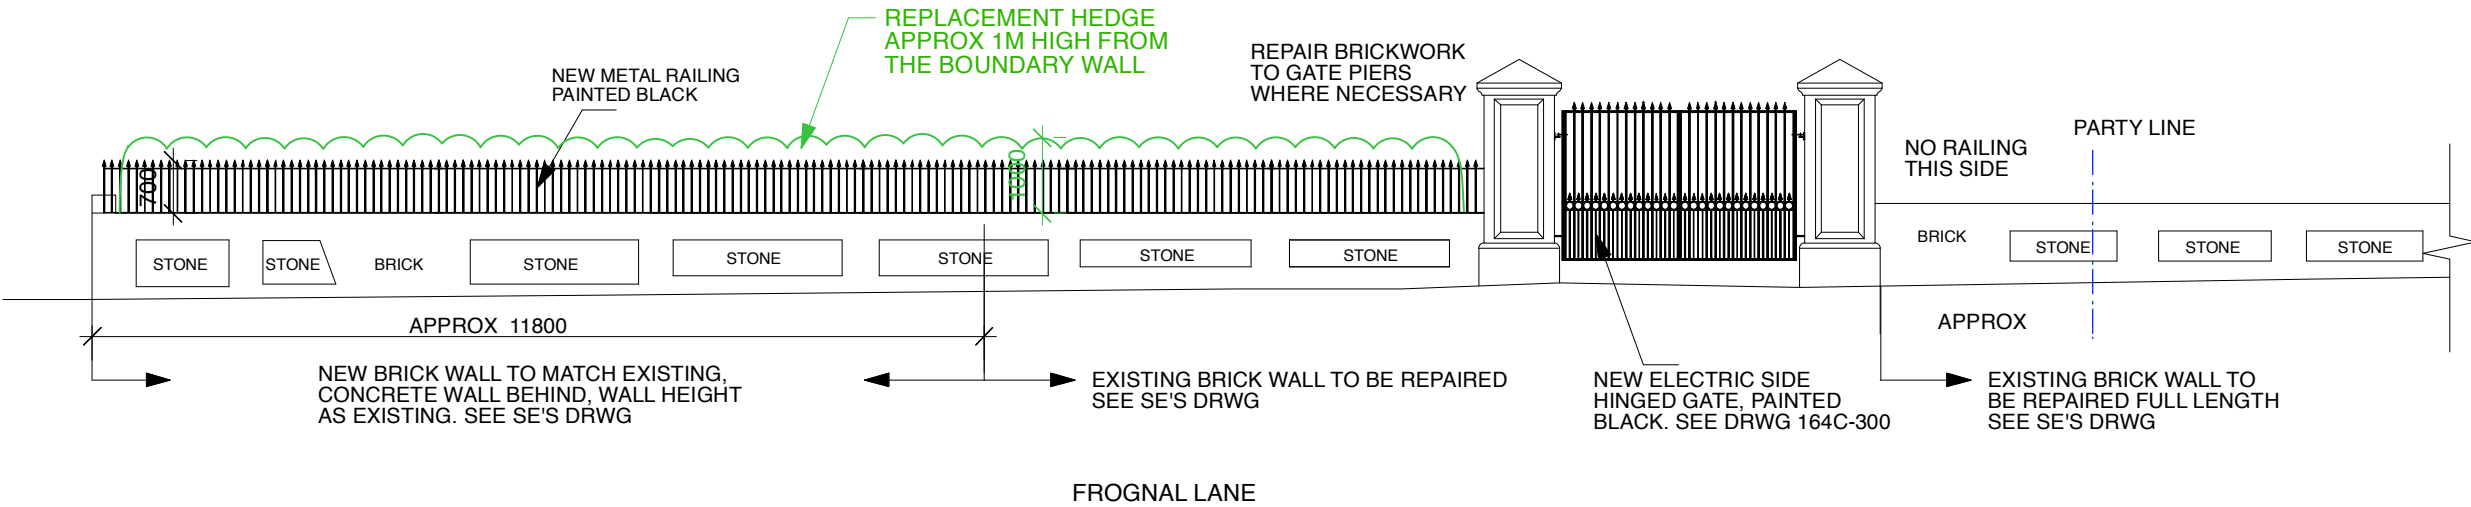 REPLACEMENT HEDGE
APPROX 1M HIGH FROM
THE BOUNDARY WALL
NEW METAL RAILING
PAINTED BLACK
REPAIR BRICKWORK
TO GATE PIERS
WHERE NECESSARY
PARTY LINE
NO RAILING
THIS SIDE
700
1000
STONE
STONE
BRICK
STONE
STONE
STONE
STONE
STONE
BRICK
STONE
STONE
STONE
APPROX 11800
APPROX
NEW BRICK WALL TO MATCH EXISTING,
CONCRETE WALL BEHIND, WALL HEIGHT
AS EXISTING. SEE SE'S DRWG
EXISTING BRICK WALL TO BE REPAIRED
SEE SE'S DRWG
NEW ELECTRIC SIDE
HINGED GATE, PAINTED
BLACK. SEE DRWG 164C-300
EXISTING BRICK WALL TO
BE REPAIRED FULL LENGTH
SEE SE'S DRWG
FROGNAL LANE